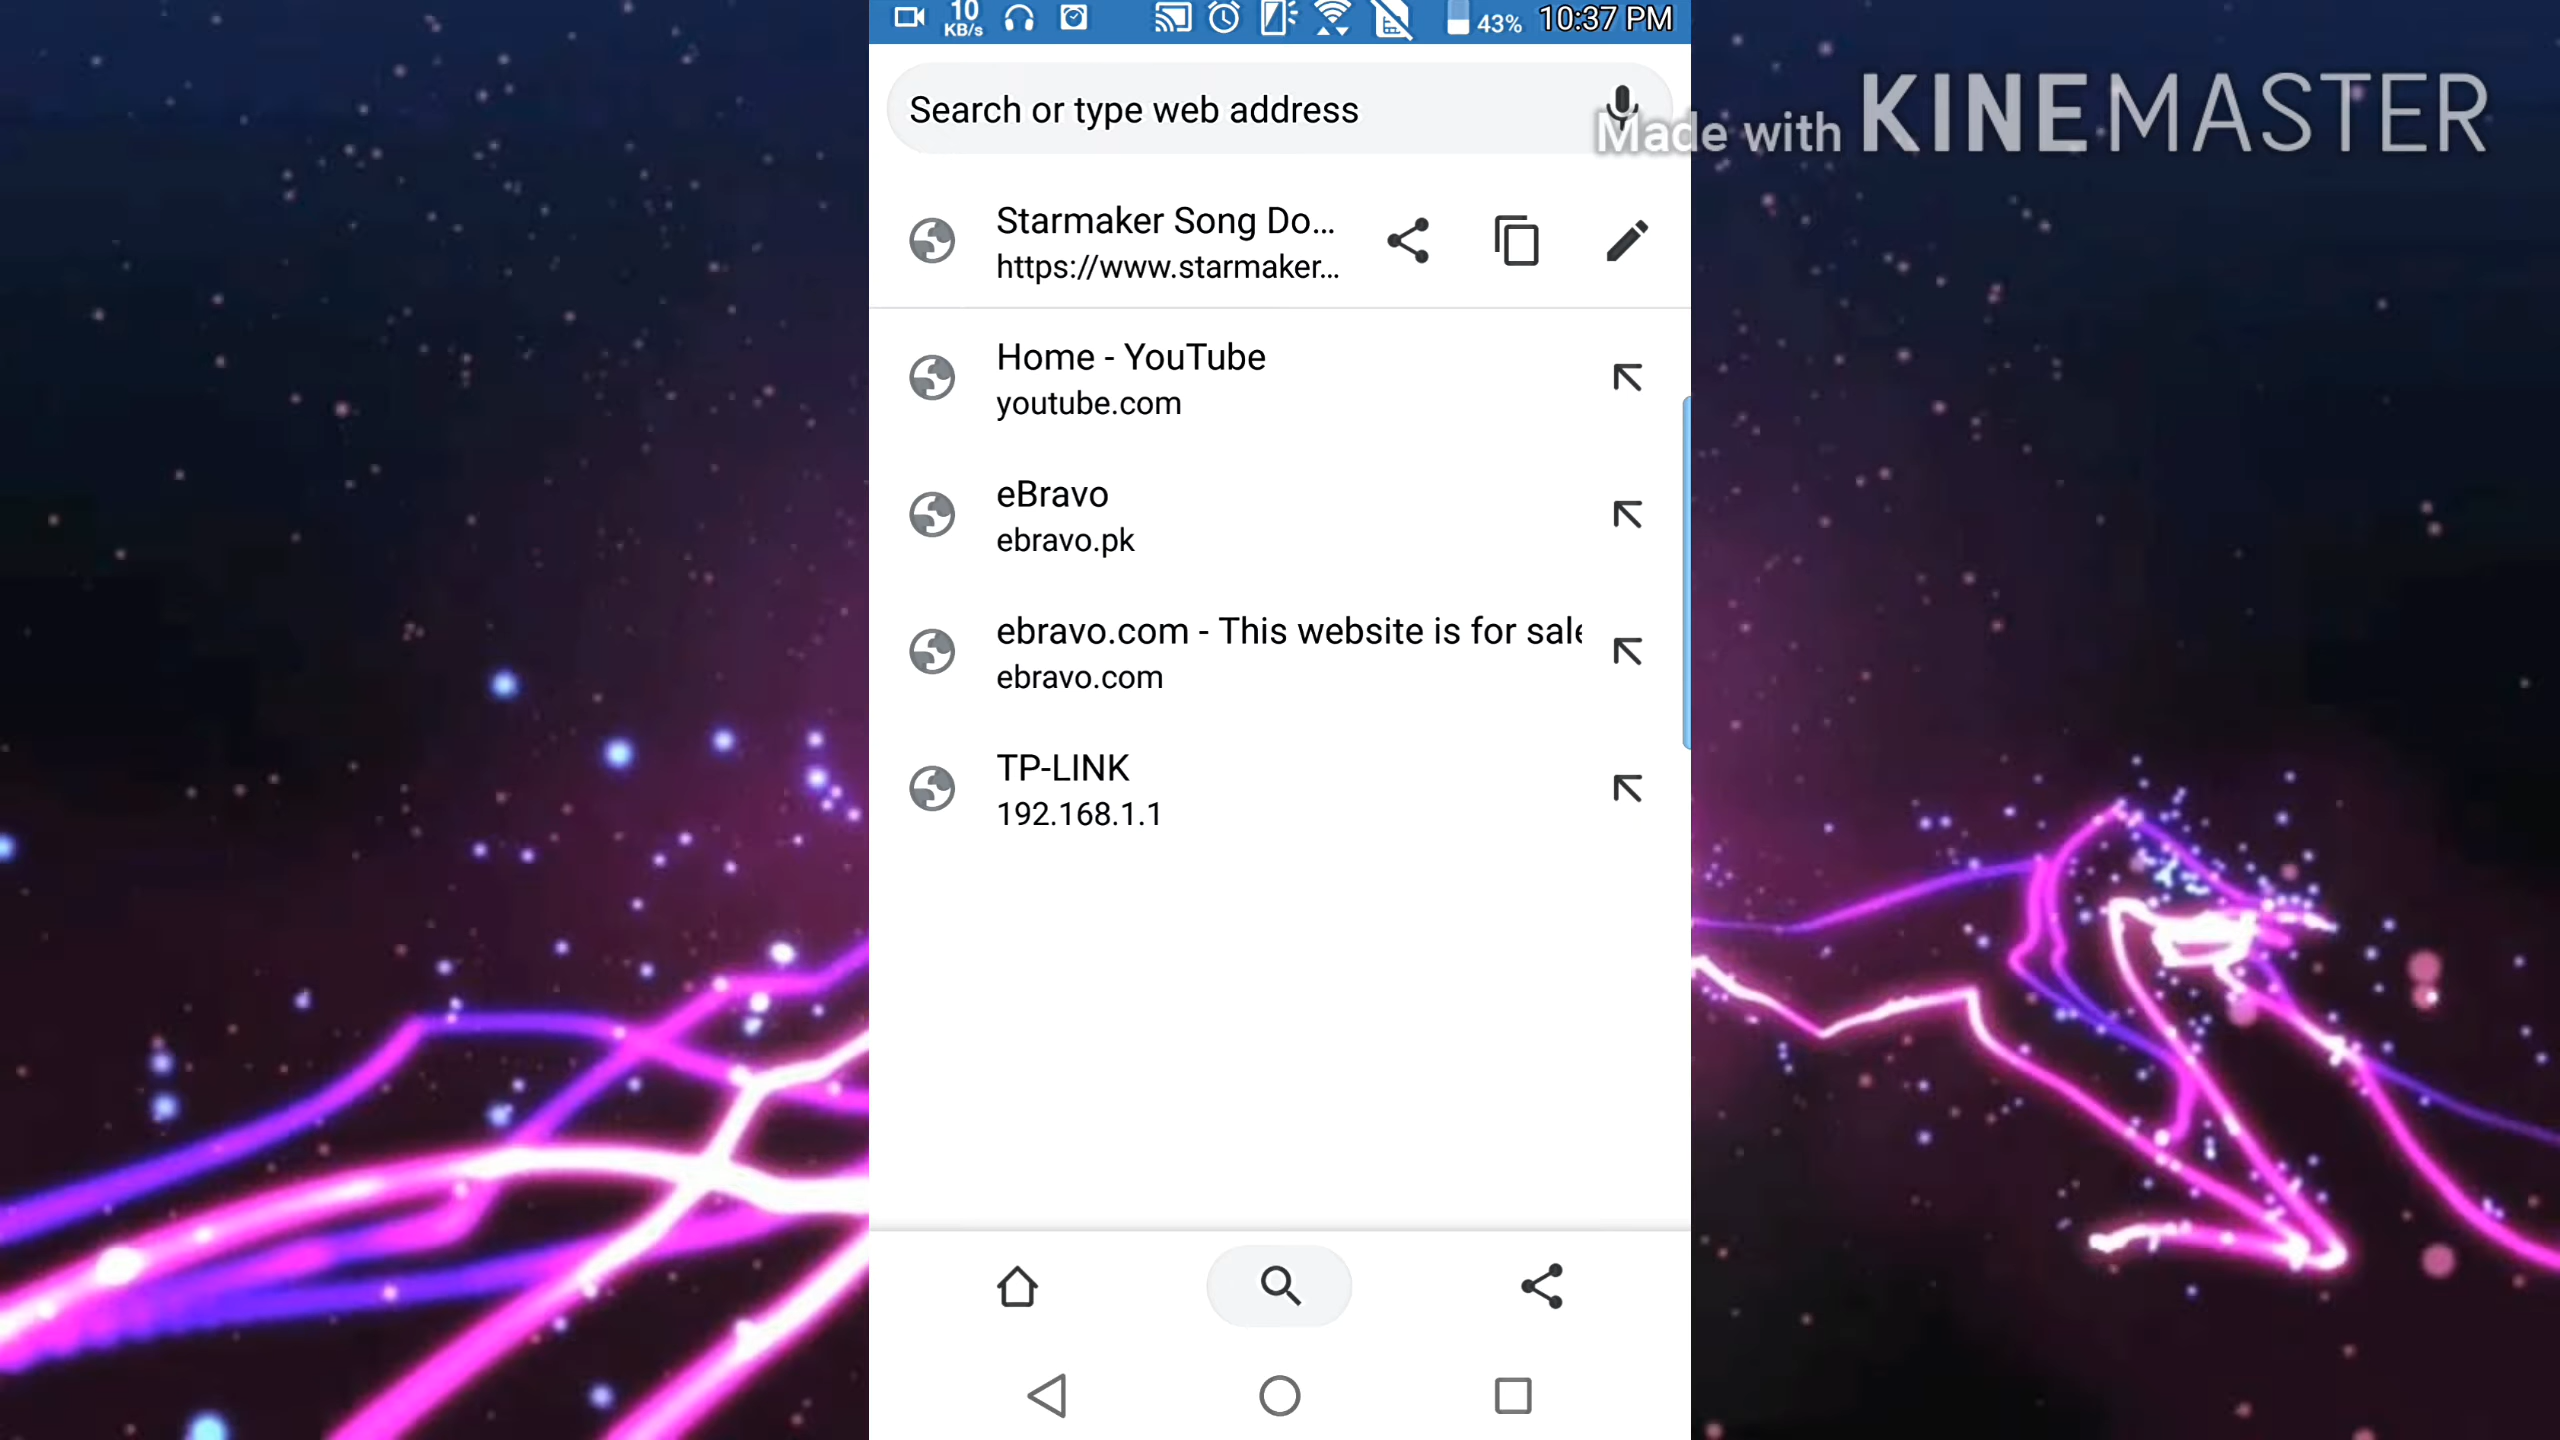 10
KB/s
43%
10:37 PM
Search or type web address
Made with KINEMASTER
Starmaker Song Do...
https://www.starmaker...
Home - YouTube
youtube.com
eBravo
ebravo.pk
ebravo.com - This website is for sale
ebravo.com
TP-LINK
192.168.1.1